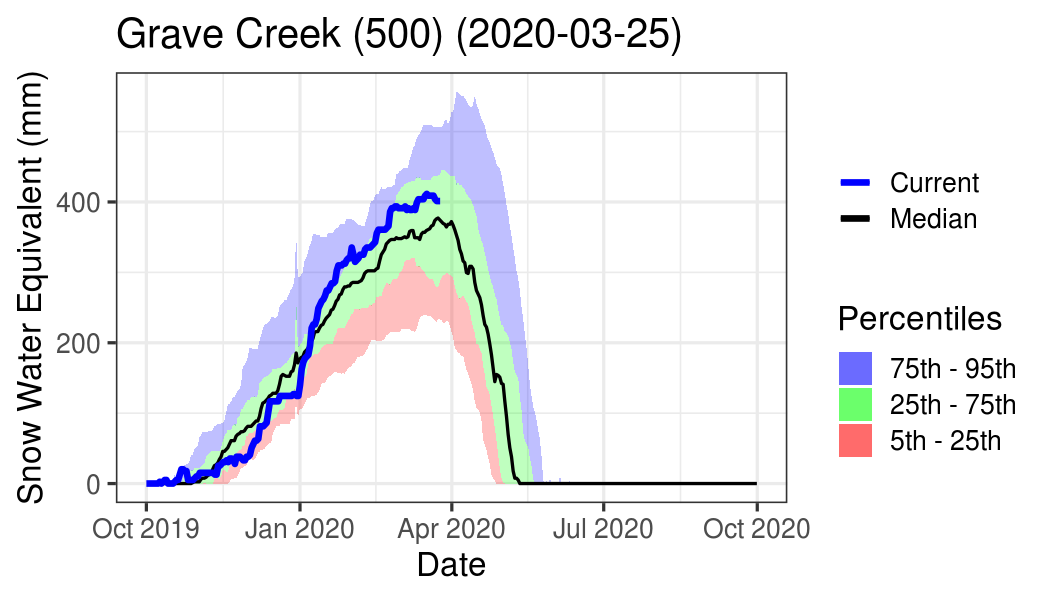 Grave Creek (500) (2020-03-25)
Snow Water Equivalent (mm)
400
200
0
Oct 2019
Jan 2020
Apr 2020
Jul 2020
Oct 2020
Date
Current
Median
Percentiles
75th - 95th
25th - 75th
5th - 25th